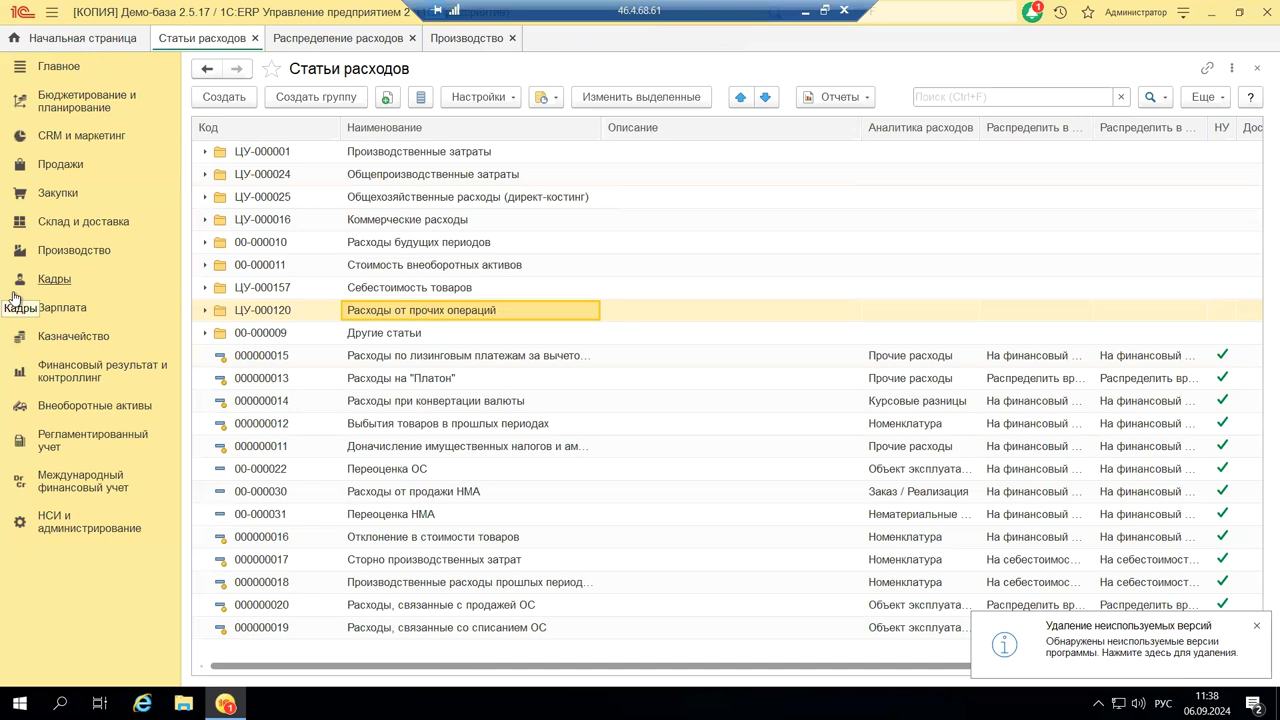 [КОПИЯ] Демо-база 2.5.17 / 1С:ERP Управление предприятием 2
46.4.68.61
1
Администратор
Начальная страница
Статьи расходов
Распределение расходов
Производство
Главное
Бюджетирование и
планирование
CRM и маркетинг
Продажи
Закупки
Склад и доставка
Производство
Кадры
Кадры
Зарплата
Казначейство
Финансовый результат и
контроллинг
Внеоборотные активы
Регламентированный
учет
Международный
финансовый учет
НСИ и
администрирование
Статьи расходов
Создать
Создать группу
Настройки
Изменить выделенные
Отчеты
Поиск (Ctrl+F)
Еще
?
Код Наименование Описание Аналитика расходов Распределить в ... Распределить в ... НУ Дос
ЦУ-000001 Производственные затраты
ЦУ-000024 Общепроизводственные затраты
ЦУ-000025 Общехозяйственные расходы (директ-костинг)
ЦУ-000016 Коммерческие расходы
00-000010 Расходы будущих периодов
00-000011 Стоимость внеоборотных активов
ЦУ-000157 Себестоимость товаров
ЦУ-000120 Расходы от прочих операций
00-000009 Другие статьи
000000015 Расходы по лизинговым платежам за вычето... Прочие расходы На финансовый ... На финансовый ...
000000013 Расходы на "Платон" Прочие расходы Распределить вр... Распределить вр...
000000014 Расходы при конвертации валюты Курсовые разницы На финансовый ... На финансовый ...
000000012 Выбытия товаров в прошлых периодах Номенклатура На финансовый ... На финансовый ...
000000011 Доначисление имущественных налогов и ам... Прочие расходы На финансовый ... На финансовый ...
00-000022 Переоценка ОС Объект эксплуата... На финансовый ... На финансовый ...
00-000030 Расходы от продажи НМА Заказ / Реализация На финансовый ... На финансовый ...
00-000031 Переоценка НМА Нематериальные ... На финансовый ... На финансовый ...
000000016 Отклонение в стоимости товаров Номенклатура На финансовый ... На финансовый ...
000000017 Сторно производственных затрат Номенклатура На себестоимос... На себестоимост...
000000018 Производственные расходы прошлых период... Номенклатура На себестоимос... На себестоимост...
000000020 Расходы, связанные с продажей ОС Объект эксплуата... Распределить вр... Распределить вр...
000000019 Расходы, связанные со списанием ОС Объект эксплуата...
Удаление неиспользуемых версий
Обнаружены неиспользуемые версии
программы. Нажмите здесь для удаления.
1
РУС
11:38
06.09.2024
2